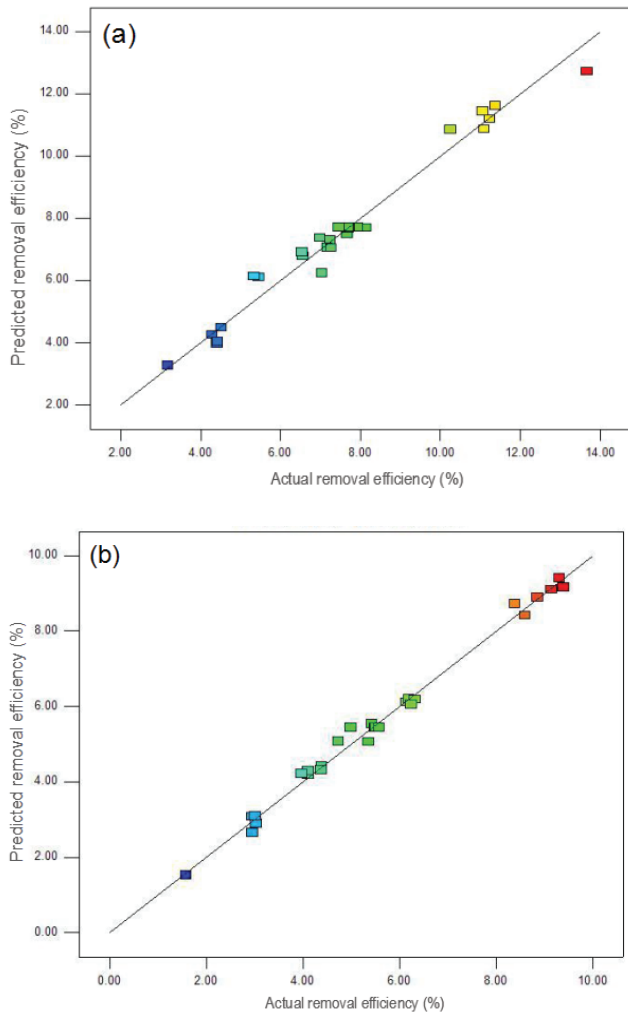 (a)
14.00
12.00
10.00
8.00
6.00
4.00
2.00
Predicted removal efficiency (%)
2.00 4.00 6.00 8.00 10.00 12.00 14.00
Actual removal efficiency (%)
(b)
10.00
8.00
6.00
4.00
2.00
0.00
Predicted removal efficiency (%)
0.00 2.00 4.00 6.00 8.00 10.00
Actual removal efficiency (%)